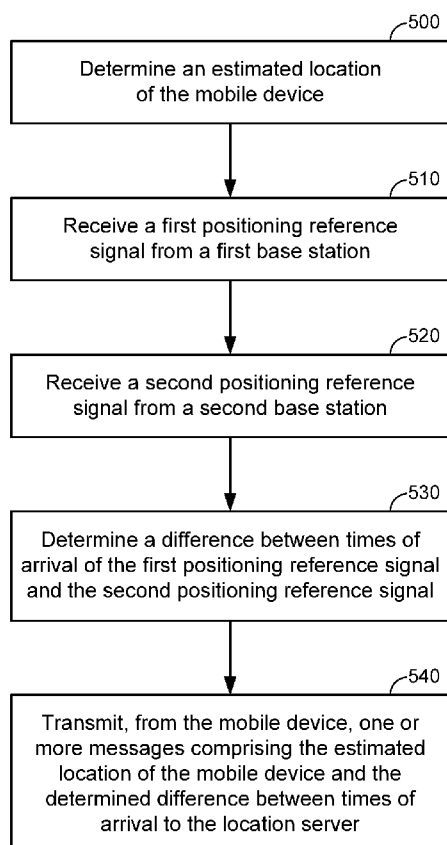 500
Determine an estimated location
of the mobile device
510
Receive a first positioning reference
signal from a first base station
520
Receive a second positioning reference
signal from a second base station
530
Determine a difference between times of
arrival of the first positioning reference signal
and the second positioning reference signal
540
Transmit, from the mobile device, one or
more messages comprising the estimated
location of the mobile device and the
determined difference between times of
arrival to the location server